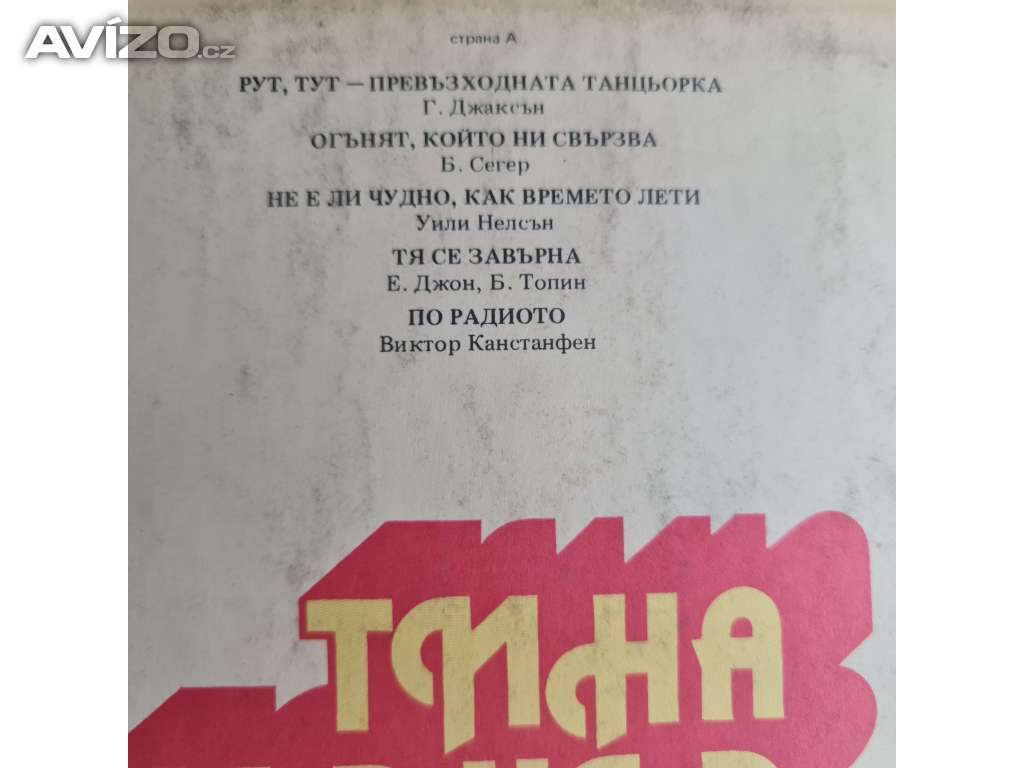 AVÍZO.cz
страна А
РУТ, ТУТ — ПРЕВЪЗХОДНАТА ТАНЦЬОРКА
Г. Джаксън
ОГЪНЯТ, КОЙТО НИ СВЪРЗВА
Б. Сегер
НЕ Е ЛИ ЧУДНО, КАК ВРЕМЕТО ЛЕТИ
Уили Нелсън
ТЯ СЕ ЗАВЪРНА
Е. Джон, Б. Топин
ПО РАДИОТО
Виктор Канстанфен
ТИНА